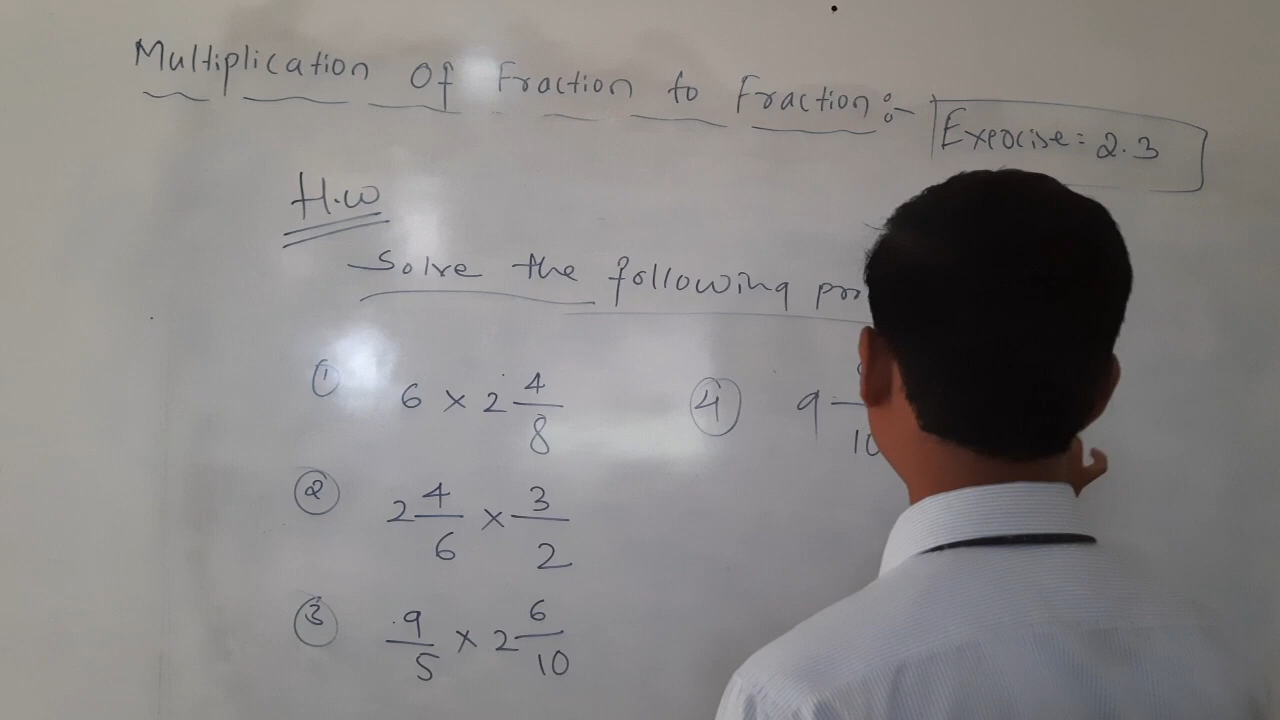 Multiplication Of Fraction to Fraction:-
Exercise = 2.3
H.w
Solve the following
① 6 × 2 4/8
② 2 4/6 × 3/2
③ 9/5 × 2 6/10
④ 9